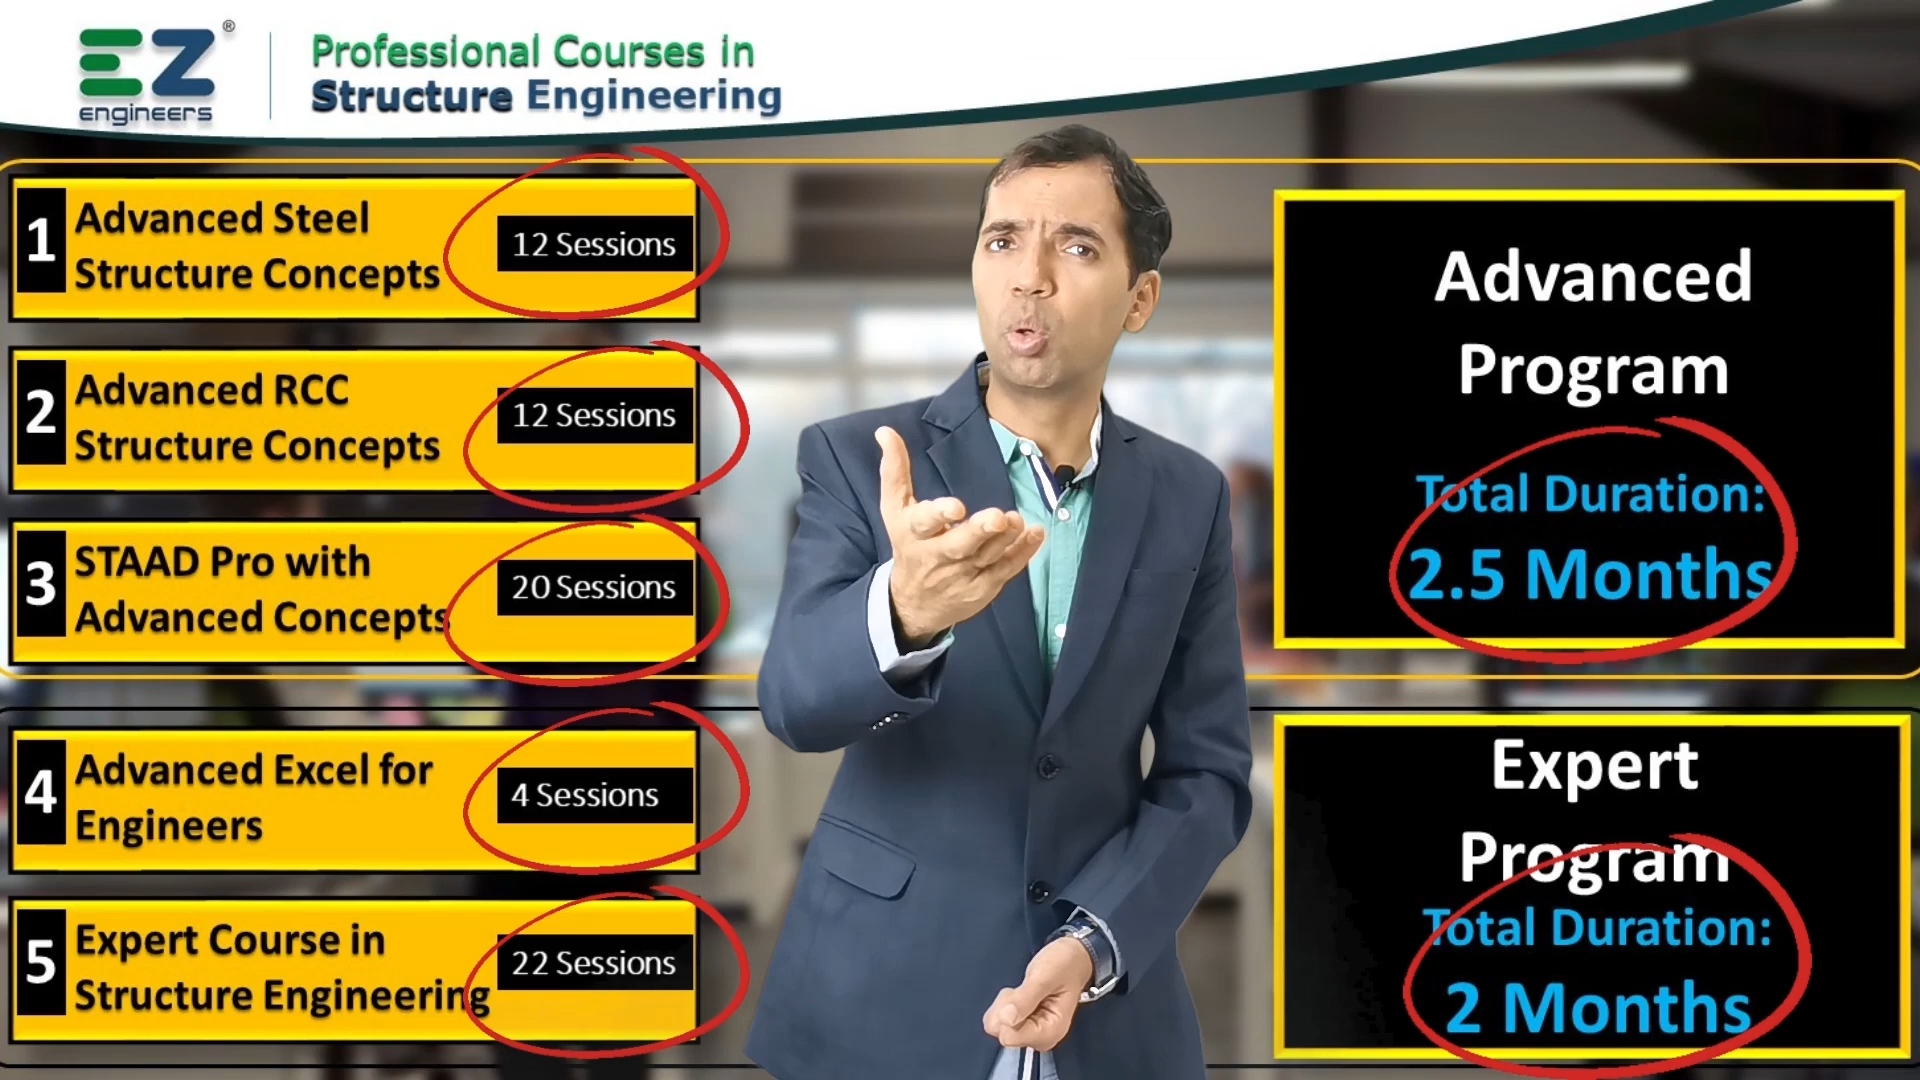 EZ®
engineers
Professional Courses in
Structure Engineering
1
Advanced Steel
Structure Concepts
12 Sessions
2
Advanced RCC
Structure Concepts
12 Sessions
3
STAAD Pro with
Advanced Concepts
20 Sessions
Advanced
Program
Total Duration:
2.5 Months
4
Advanced Excel for
Engineers
4 Sessions
5
Expert Course in
Structure Engineering
22 Sessions
Expert
Program
Total Duration:
2 Months